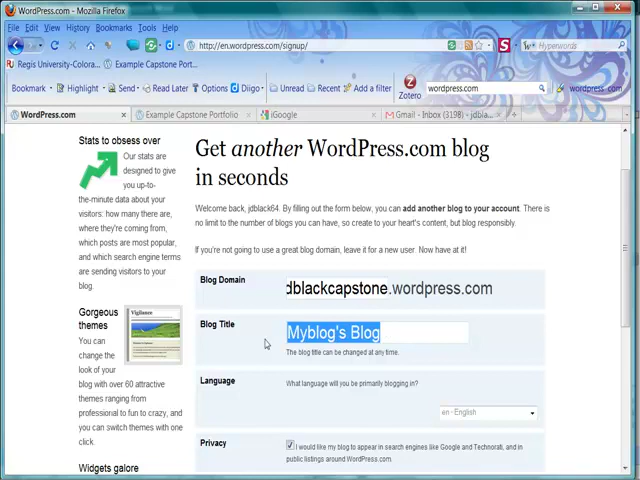 WordPress.com - Mozilla Firefox
File Edit View History Bookmarks Tools Help
http://en.wordpress.com/signup/
Hyperwords
Regis University-Colora... Example Capstone Port...
Bookmark Highlight Send Read Later Options Diigo Unread Recent Add a filter
Zotero
wordpress.com
wordpress.com
WordPress.com
Example Capstone Portfolio
iGoogle
Gmail - Inbox (3198) - jdbla...
Stats to obsess over
Our stats are
designed to give
you up-to-
the-minute data about your
visitors: how many there are,
where they're coming from,
which posts are most popular,
and which search engine terms
are sending visitors to your
blog.
Gorgeous
themes
You can
change the
look of your
blog with over 60 attractive
themes ranging from
professional to fun to crazy, and
you can switch themes with one
click.
Vigilance
Widgets galore
Get another WordPress.com blog
in seconds
Welcome back, jdblack64. By filling out the form below, you can add another blog to your account. There is
no limit to the number of blogs you can have, so create to your heart's content, but blog responsibly.
If you're not going to use a great blog domain, leave it for a new user. Now have at it!
Blog Domain
jdblackcapstone.wordpress.com
Blog Title
Myblog's Blog
The blog title can be changed at any time.
Language
What language will you be primarily blogging in?
en - English
Privacy
I would like my blog to appear in search engines like Google and Technorati, and in
public listings around WordPress.com.